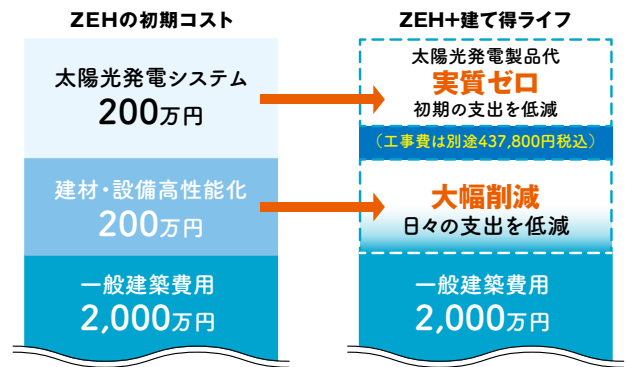 ZEHの初期コスト
太陽光発電システム
200万円
建材・設備高性能化
200万円
一般建築費用
2,000万円
ZEH+建て得ライフ
太陽光発電製品代
実質ゼロ
初期の支出を低減
（工事費は別途437,800円税込）
大幅削減
日々の支出を低減
一般建築費用
2,000万円